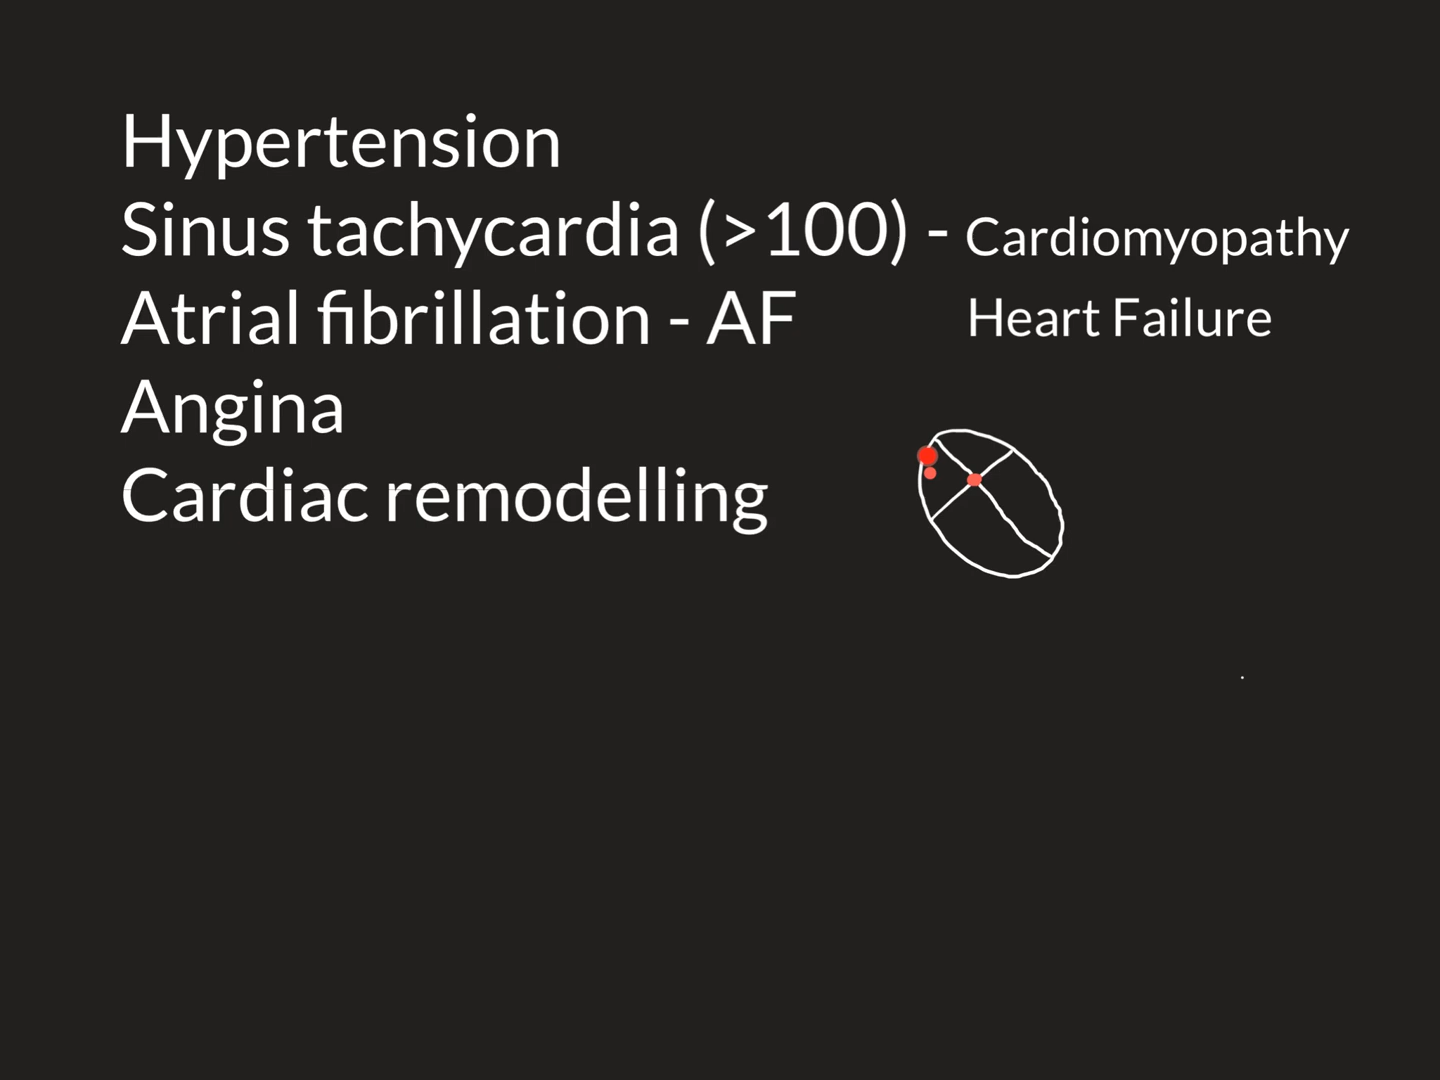 Hypertension
Sinus tachycardia (>100) - Cardiomyopathy
Atrial fibrillation - AF
Heart Failure
Angina
Cardiac remodelling